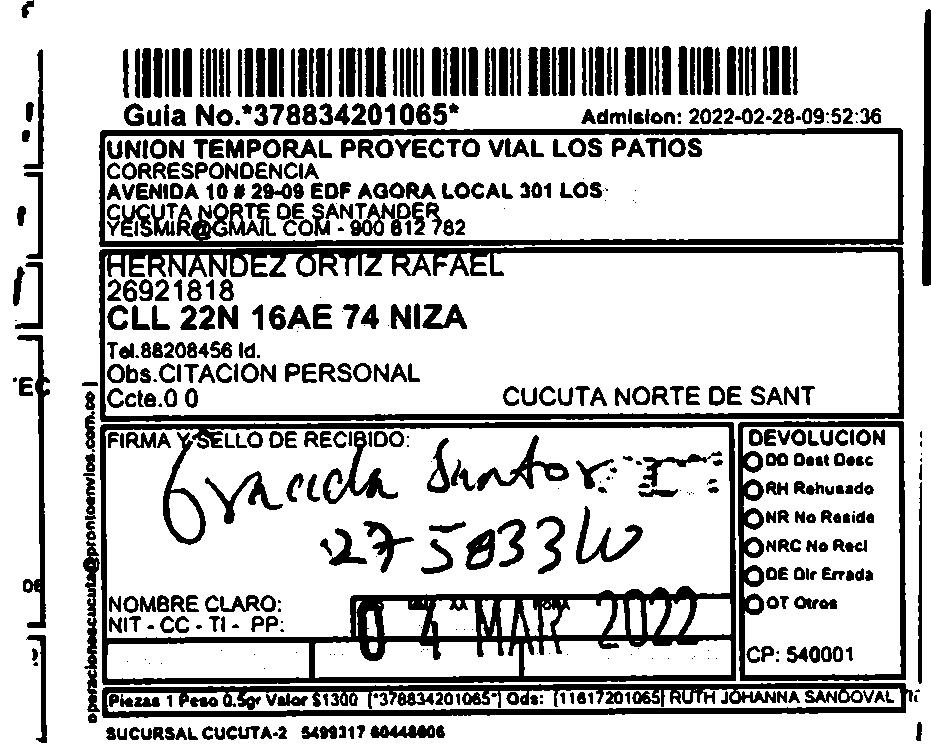 Guia No.*378834201065*
Admision: 2022-02-28-09:52:36
UNION TEMPORAL PROYECTO VIAL LOS PATIOS
CORRESPONDENCIA
AVENIDA 10 # 29-09 EDF AGORA LOCAL 301 LOS
CUCUTA NORTE DE SANTANDER
YEISMIR@GMAIL COM - 900 612 782
HERNANDEZ ORTIZ RAFAEL
26921818
CLL 22N 16AE 74 NIZA
Tel.88208456 Id.
Obs.CITACION PERSONAL
Ccte.0 0
CUCUTA NORTE DE SANT
FIRMA Y SELLO DE RECIBIDO:
Santos
NOMBRE CLARO:
NIT - CC - TI - PP:
04 MAR 2022
DEVOLUCION
DD Dest Desc
RH Rehusado
NR No Reside
NRC No Recl
DE Dir Errada
OT Otros
CP: 540001
operacionescucuta@prontoenvios.com.co
Piezas 1 Peso 0.5gr Valor $1300 [*378834201065*] Ods: [11617201065] RUTH JOHANNA SANDOVAL
SUCURSAL CUCUTA-2 5499317 60448606